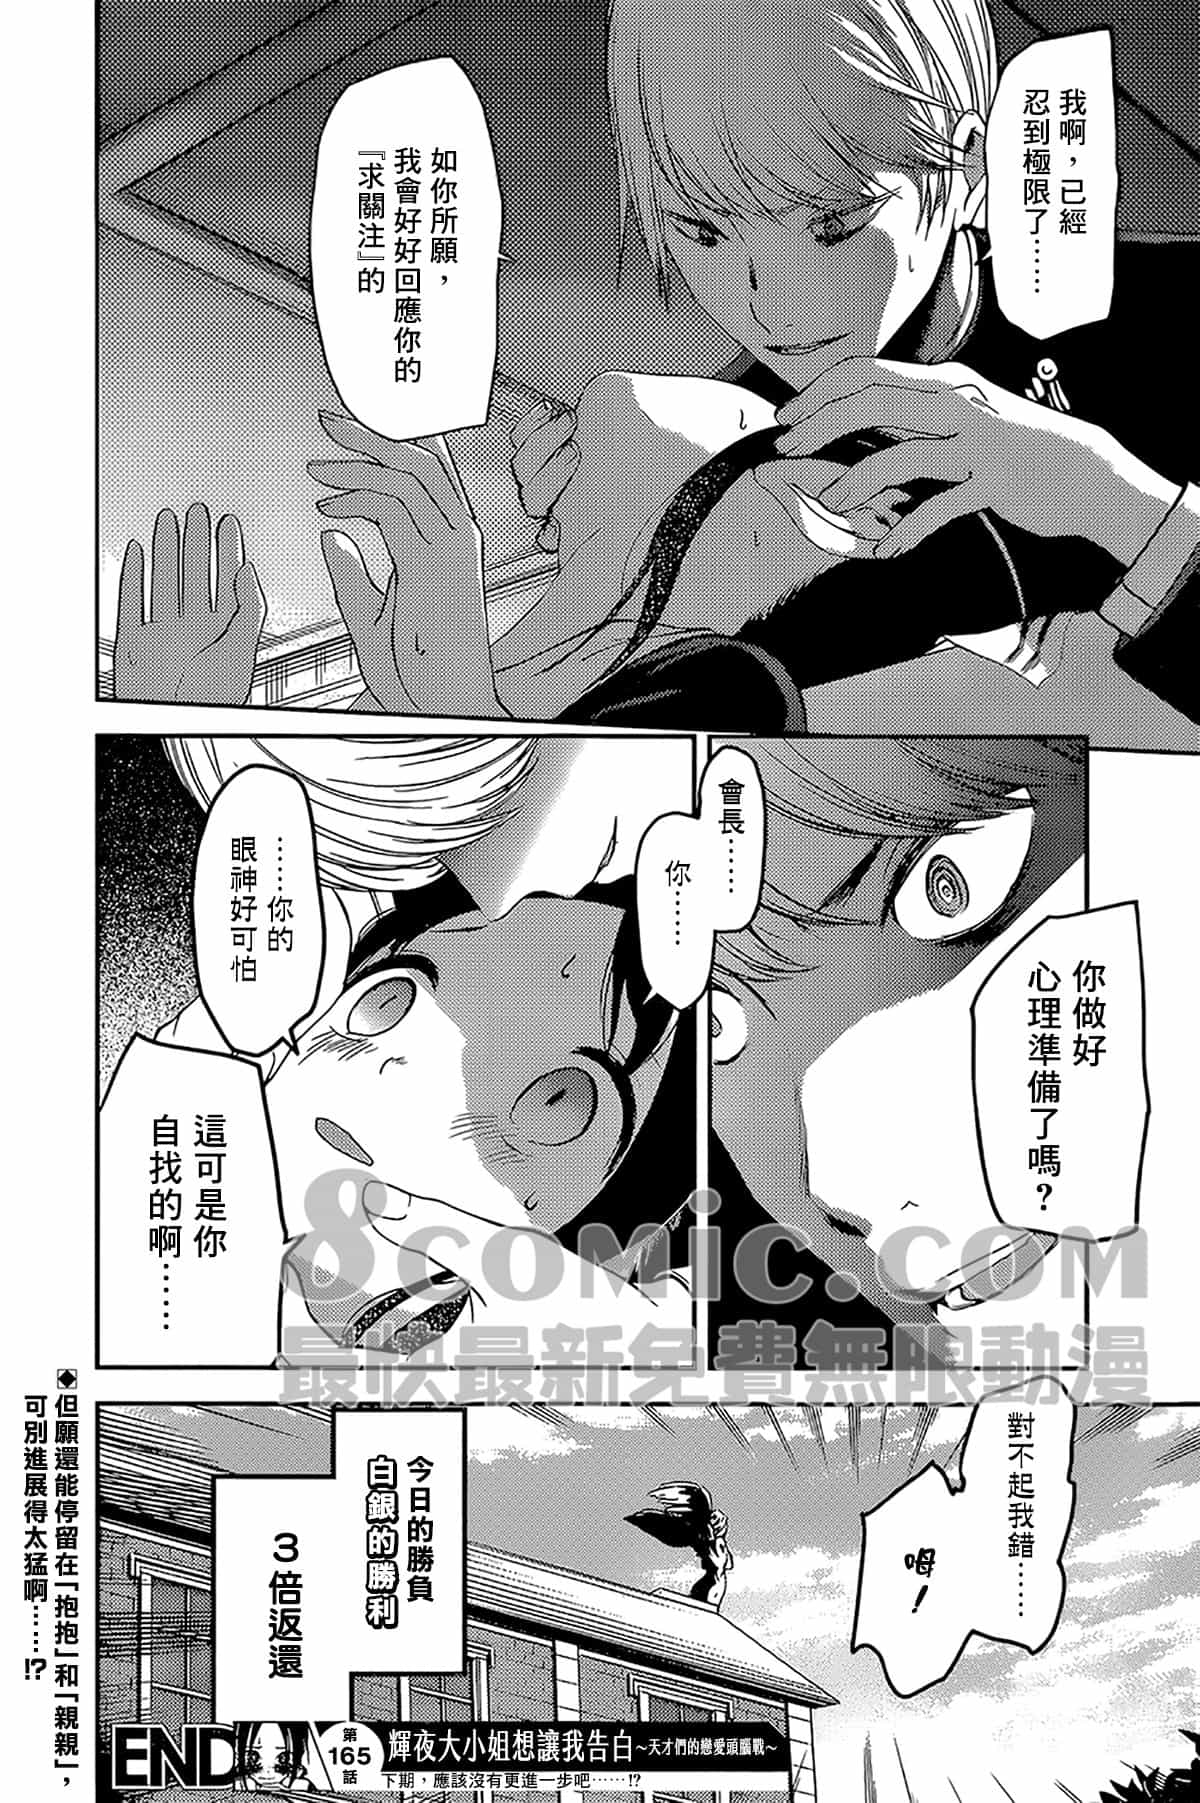 我啊，已經
忍到極限了……
如你所願，
我會好好回應你的
『求關注』的
你做好
心理準備了嗎？
會長……
你……
……你的
眼神好可怕
這可是你
自找的啊……
8comic.com
最快最新免費無限動漫
對不起我錯……
呣！
今日的勝負
白銀的勝利
3倍返還
END
第
165
話
輝夜大小姐想讓我告白～天才們的戀愛頭腦戰～
下期，應該沒有更進一步吧……!?
但願還能停留在「抱抱」和「親親」，
可別進展得太猛啊……!?